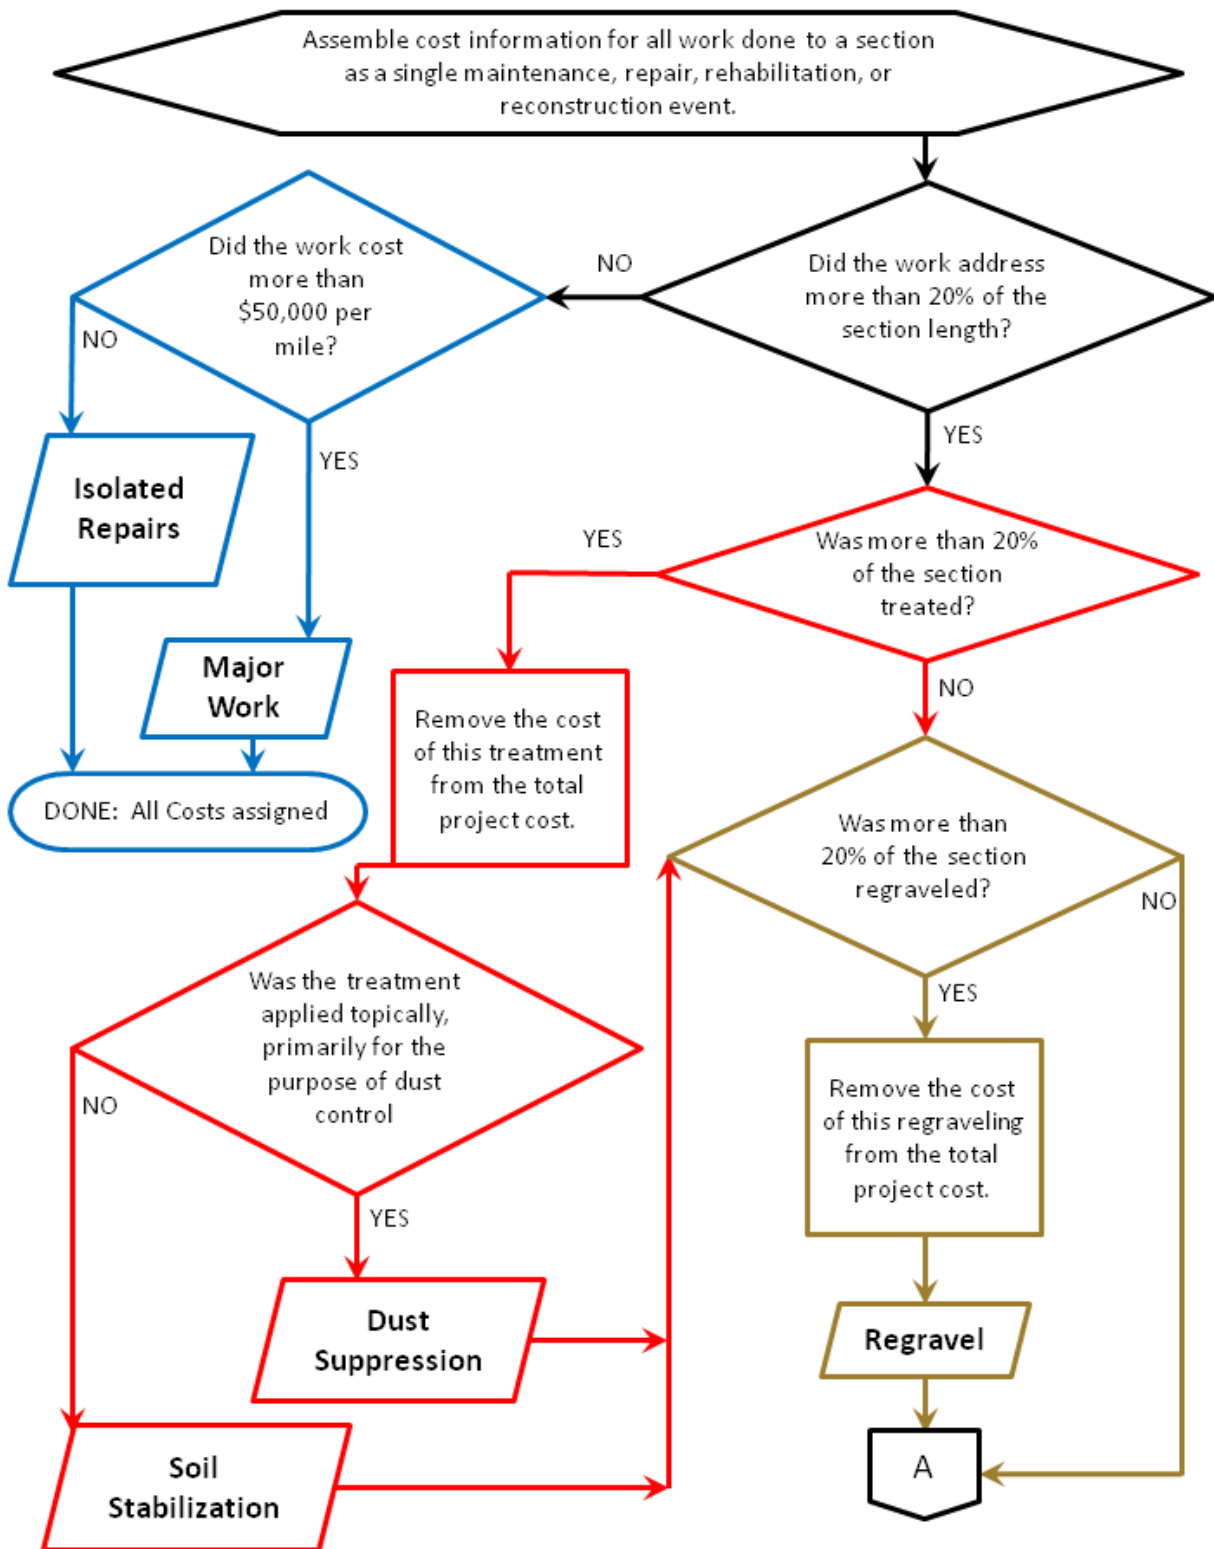 Assemble cost information for all work done to a section
as a single maintenance, repair, rehabilitation, or
reconstruction event.
Did the work cost
more than
$50,000 per
mile?
NO
Did the work address
more than 20% of the
section length?
NO
YES
YES
Isolated
Repairs
Major
Work
DONE: All Costs assigned
YES
Was more than 20%
of the section
treated?
NO
Remove the cost
of this treatment
from the total
project cost.
Was more than
20% of the section
regraveled?
NO
YES
Was the treatment
applied topically,
primarily for the
purpose of dust
control
NO
YES
Remove the cost
of this regraveling
from the total
project cost.
Dust
Suppression
Regravel
Soil
Stabilization
A